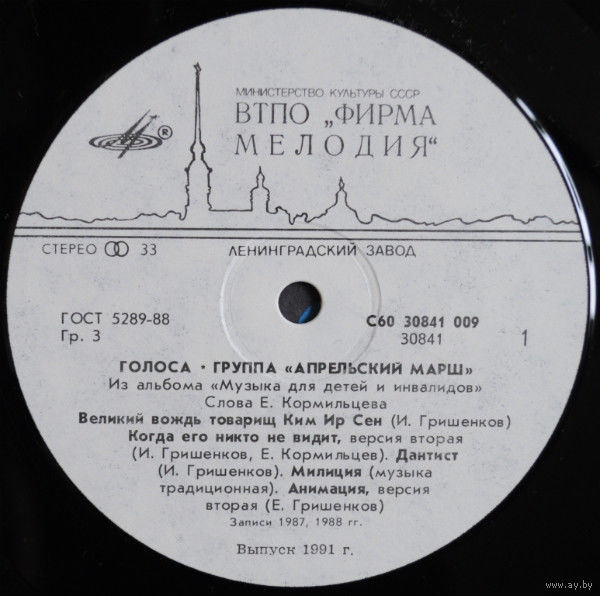 МИНИСТЕРСТВО КУЛЬТУРЫ СССР
ВТПО „ФИРМА
МЕЛОДИЯ“
®
СТЕРЕО 33
ЛЕНИНГРАДСКИЙ ЗАВОД
ГОСТ 5289-88
Гр. 3
С60 30841 009
30841
1
ГОЛОСА · ГРУППА «АПРЕЛЬСКИЙ МАРШ»
Из альбома «Музыка для детей и инвалидов»
Слова Е. Кормильцева
Великий вождь товарищ Ким Ир Сен (И. Гришенков)
Когда его никто не видит, версия вторая
(И. Гришенков, Е. Кормильцев). Дантист
(И. Гришенков). Милиция (музыка
традиционная). Анимация, версия
вторая (Е. Гришенков)
Записи 1987, 1988 гг.
Выпуск 1991 г.
www.ay.by